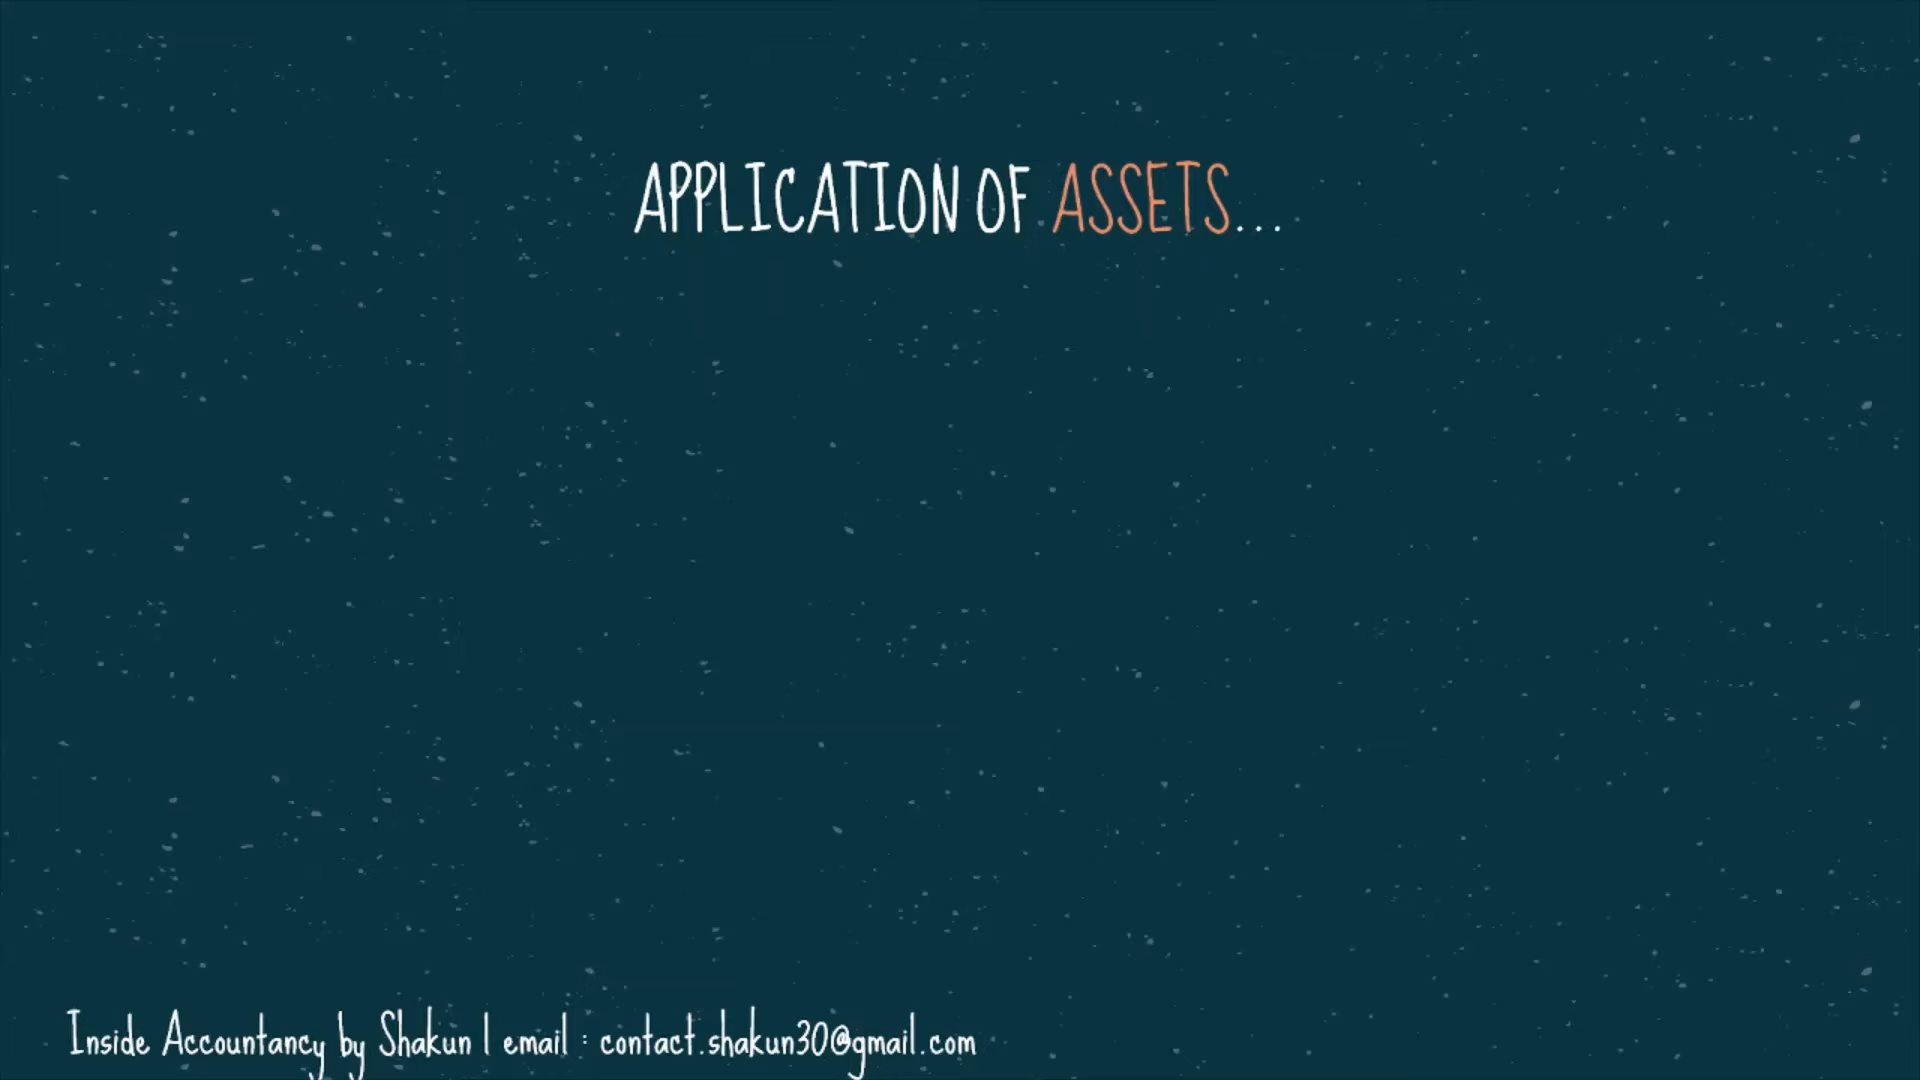 APPLICATION OF ASSETS...
Inside Accountancy by Shakun | email : contact.shakun30@gmail.com